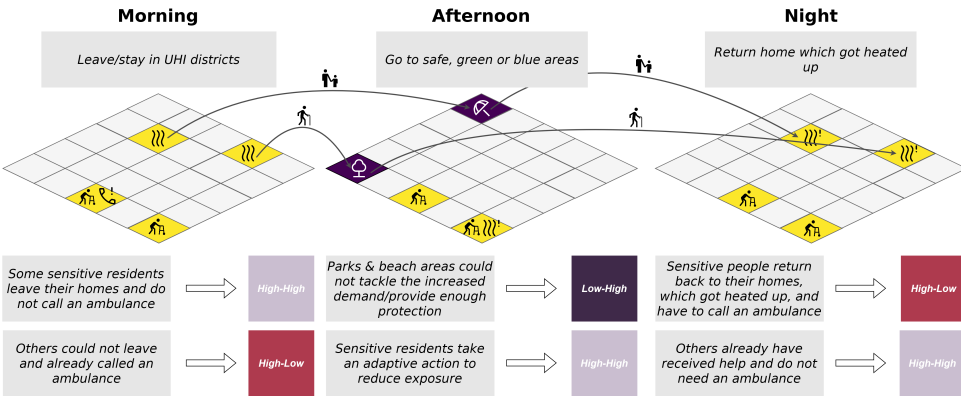 Morning
Afternoon
Night
Leave/stay in UHI districts
Go to safe, green or blue areas
Return home which got heated
up
Some sensitive residents
leave their homes and do
not call an ambulance
High-High
Parks & beach areas could
not tackle the increased
demand/provide enough
protection
Low-High
Sensitive people return
back to their homes,
which got heated up, and
have to call an ambulance
High-Low
Others could not leave
and already called an
ambulance
High-Low
Sensitive residents take
an adaptive action to
reduce exposure
High-High
Others already have
received help and do not
need an ambulance
High-High